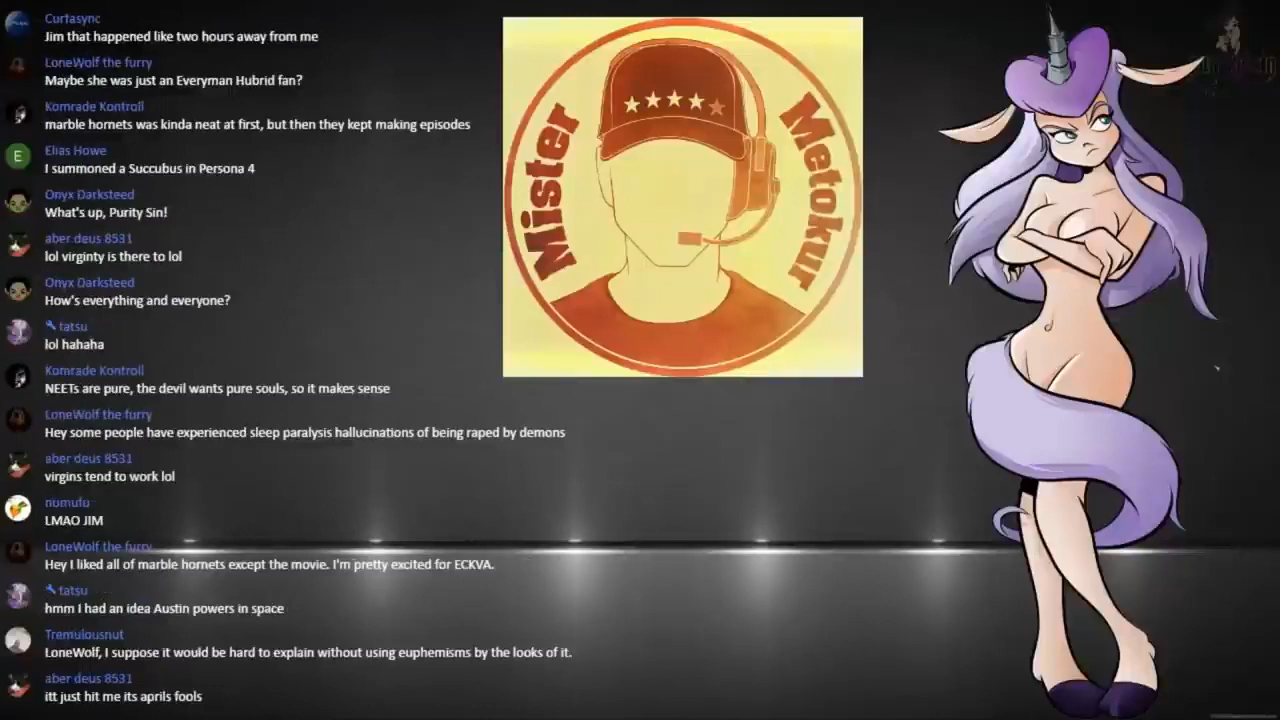 Curfasync
Jim that happened like two hours away from me
LoneWolf the furry
Maybe she was just an Everyman Hubrid fan?
Komrade Kontroll
marble hornets was kinda neat at first, but then they kept making episodes
E
Elias Howe
I summoned a Succubus in Persona 4
Onyx Darksteed
What's up, Purity Sin!
aber deus 8531
lol virginty is there to lol
Onyx Darksteed
How's everything and everyone?
tatsu
lol hahaha
Komrade Kontroll
NEETs are pure, the devil wants pure souls, so it makes sense
LoneWolf the furry
Hey some people have experienced sleep paralysis hallucinations of being raped by demons
aber deus 8531
virgins tend to work lol
nomufu
LMAO JIM
LoneWolf the furry
Hey I liked all of marble hornets except the movie. I'm pretty excited for ECKVA.
tatsu
hmm I had an idea Austin powers in space
Tremulousnut
LoneWolf, I suppose it would be hard to explain without using euphemisms by the looks of it.
aber deus 8531
itt just hit me its aprils fools
Mister
Metokur